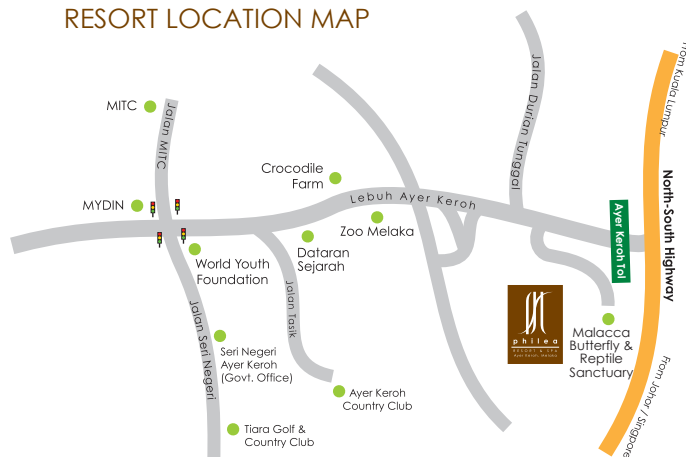 RESORT LOCATION MAP
From Kuala Lumpur
Jalan Durian Tunggal
MITC
Jalan MITC
Crocodile
Farm
North-South Highway
MYDIN
Lebuh Ayer Keroh
Ayer Keroh Tol
Zoo Melaka
World Youth
Foundation
Dataran
Sejarah
Jalan Tasik
Jalan Seri Negeri
philea
RESORT & SPA
Ayer Keroh, Melaka
Malacca
Butterfly &
Reptile
Sanctuary
Seri Negeri
Ayer Keroh
(Govt. Office)
From Johor / Singapore
Ayer Keroh
Country Club
Tiara Golf &
Country Club